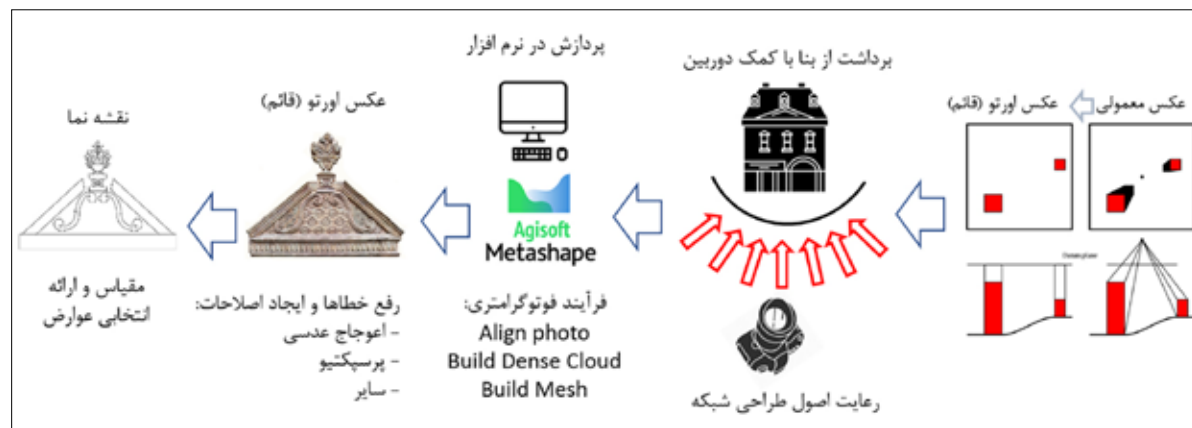 عکس معمولی
عکس اورتو (قائم)
برداشت از بنا با کمک دوربین
رعایت اصول طراحی شبکه
پردازش در نرم افزار
Agisoft
Metashape
فرآیند فوتوگرامتری:
Align photo
Build Dense Cloud
Build Mesh
عکس اورتو (قائم)
رفع خطاها و ایجاد اصلاحات:
- اعوجاج عدسی
- پرسپکتیو
- سایر
نقشه نما
مقیاس و ارائه
انتخابی عوارض